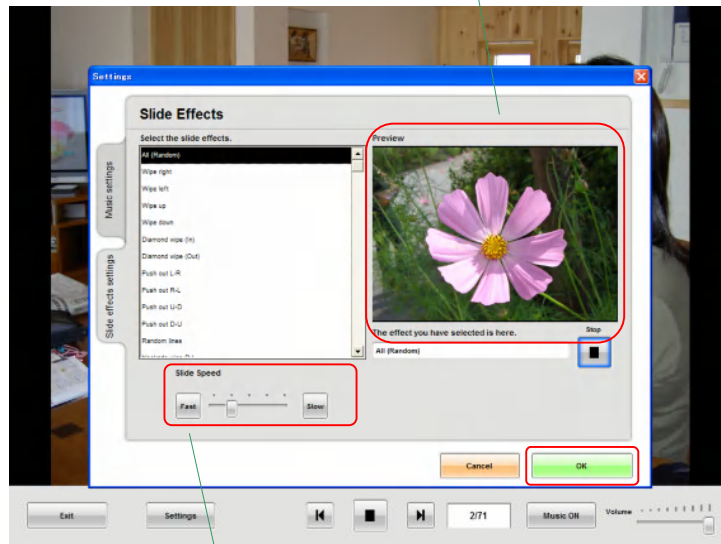 Settings
Slide Effects
Select the slide effects.
Preview
All (Random)
Wipe right
Wipe left
Wipe up
Wipe down
Diamond wipe (In)
Diamond wipe (Out)
Push out L-R
Push out R-L
Push out U-D
Push out D-U
Random lines
Music settings
Slide effects settings
The effect you have selected is here.
Stop
All (Random)
Slide Speed
Fast
Slow
Cancel
OK
Exit
Settings
2/71
Music ON
Volume